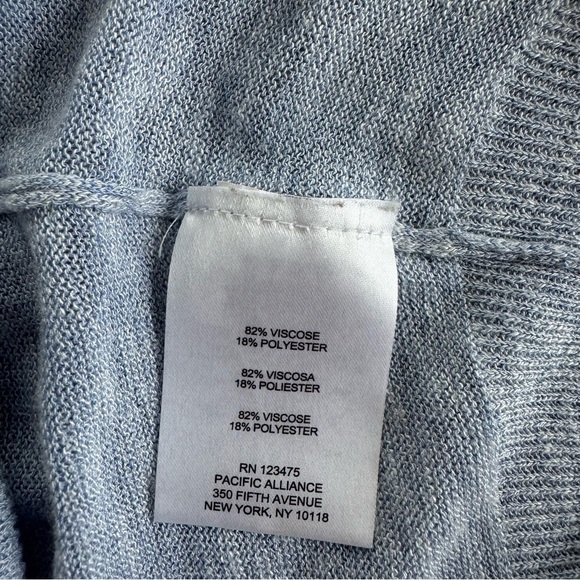 82% VISCOSE
18% POLYESTER
82% VISCOSA
18% POLIESTER
82% VISCOSE
18% POLYESTER
RN 123475
PACIFIC ALLIANCE
350 FIFTH AVENUE
NEW YORK, NY 10118